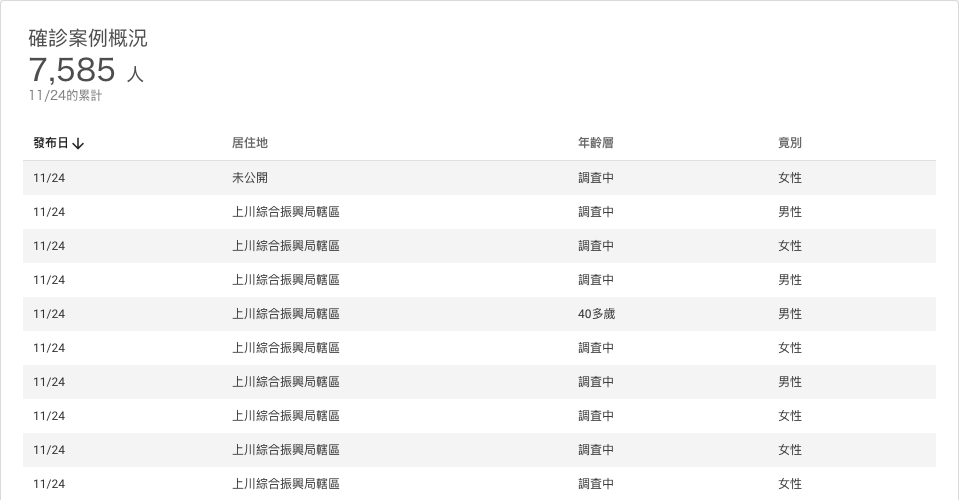 確診案例概況
7,585 人
11/24的累計
發布日↓ 居住地 年齡層 竟別
11/24 未公開 調查中 女性
11/24 上川綜合振興局轄區 調查中 男性
11/24 上川綜合振興局轄區 調查中 女性
11/24 上川綜合振興局轄區 調查中 男性
11/24 上川綜合振興局轄區 40多歲 男性
11/24 上川綜合振興局轄區 調查中 女性
11/24 上川綜合振興局轄區 調查中 男性
11/24 上川綜合振興局轄區 調查中 女性
11/24 上川綜合振興局轄區 調查中 女性
11/24 上川綜合振興局轄區 調查中 女性